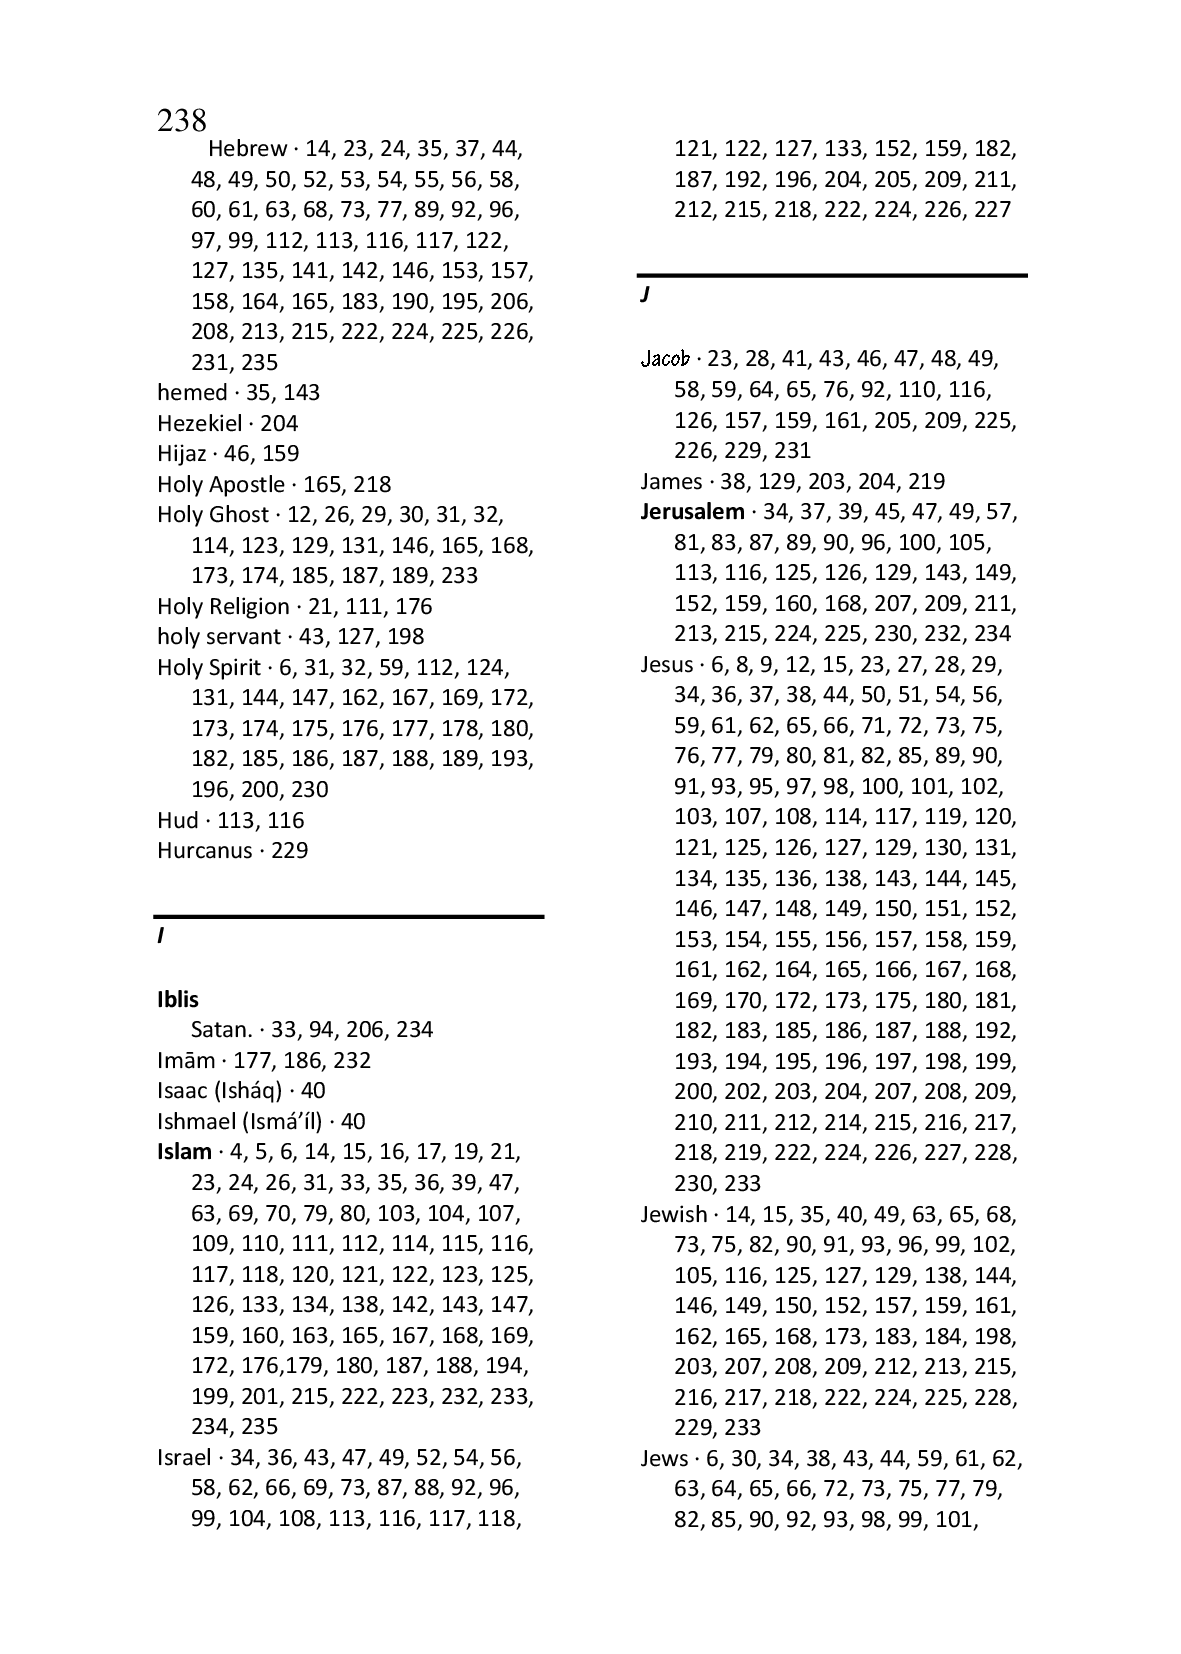 238
Hebrew · 14, 23, 24, 35, 37, 44,
48, 49, 50, 52, 53, 54, 55, 56, 58,
60, 61, 63, 68, 73, 77, 89, 92, 96,
97, 99, 112, 113, 116, 117, 122,
127, 135, 141, 142, 146, 153, 157,
158, 164, 165, 183, 190, 195, 206,
208, 213, 215, 222, 224, 225, 226,
231, 235
hemed · 35, 143
Hezekiel · 204
Hijaz · 46, 159
Holy Apostle · 165, 218
Holy Ghost · 12, 26, 29, 30, 31, 32,
114, 123, 129, 131, 146, 165, 168,
173, 174, 185, 187, 189, 233
Holy Religion · 21, 111, 176
holy servant · 43, 127, 198
Holy Spirit · 6, 31, 32, 59, 112, 124,
131, 144, 147, 162, 167, 169, 172,
173, 174, 175, 176, 177, 178, 180,
182, 185, 186, 187, 188, 189, 193,
196, 200, 230
Hud · 113, 116
Hurcanus · 229
I
Iblis
Satan. · 33, 94, 206, 234
Imām · 177, 186, 232
Isaac (Isháq) · 40
Ishmael (Ismá’íl) · 40
Islam · 4, 5, 6, 14, 15, 16, 17, 19, 21,
23, 24, 26, 31, 33, 35, 36, 39, 47,
63, 69, 70, 79, 80, 103, 104, 107,
109, 110, 111, 112, 114, 115, 116,
117, 118, 120, 121, 122, 123, 125,
126, 133, 134, 138, 142, 143, 147,
159, 160, 163, 165, 167, 168, 169,
172, 176,179, 180, 187, 188, 194,
199, 201, 215, 222, 223, 232, 233,
234, 235
Israel · 34, 36, 43, 47, 49, 52, 54, 56,
58, 62, 66, 69, 73, 87, 88, 92, 96,
99, 104, 108, 113, 116, 117, 118,
121, 122, 127, 133, 152, 159, 182,
187, 192, 196, 204, 205, 209, 211,
212, 215, 218, 222, 224, 226, 227
J
Jacob · 23, 28, 41, 43, 46, 47, 48, 49,
58, 59, 64, 65, 76, 92, 110, 116,
126, 157, 159, 161, 205, 209, 225,
226, 229, 231
James · 38, 129, 203, 204, 219
Jerusalem · 34, 37, 39, 45, 47, 49, 57,
81, 83, 87, 89, 90, 96, 100, 105,
113, 116, 125, 126, 129, 143, 149,
152, 159, 160, 168, 207, 209, 211,
213, 215, 224, 225, 230, 232, 234
Jesus · 6, 8, 9, 12, 15, 23, 27, 28, 29,
34, 36, 37, 38, 44, 50, 51, 54, 56,
59, 61, 62, 65, 66, 71, 72, 73, 75,
76, 77, 79, 80, 81, 82, 85, 89, 90,
91, 93, 95, 97, 98, 100, 101, 102,
103, 107, 108, 114, 117, 119, 120,
121, 125, 126, 127, 129, 130, 131,
134, 135, 136, 138, 143, 144, 145,
146, 147, 148, 149, 150, 151, 152,
153, 154, 155, 156, 157, 158, 159,
161, 162, 164, 165, 166, 167, 168,
169, 170, 172, 173, 175, 180, 181,
182, 183, 185, 186, 187, 188, 192,
193, 194, 195, 196, 197, 198, 199,
200, 202, 203, 204, 207, 208, 209,
210, 211, 212, 214, 215, 216, 217,
218, 219, 222, 224, 226, 227, 228,
230, 233
Jewish · 14, 15, 35, 40, 49, 63, 65, 68,
73, 75, 82, 90, 91, 93, 96, 99, 102,
105, 116, 125, 127, 129, 138, 144,
146, 149, 150, 152, 157, 159, 161,
162, 165, 168, 173, 183, 184, 198,
203, 207, 208, 209, 212, 213, 215,
216, 217, 218, 222, 224, 225, 228,
229, 233
Jews · 6, 30, 34, 38, 43, 44, 59, 61, 62,
63, 64, 65, 66, 72, 73, 75, 77, 79,
82, 85, 90, 92, 93, 98, 99, 101,